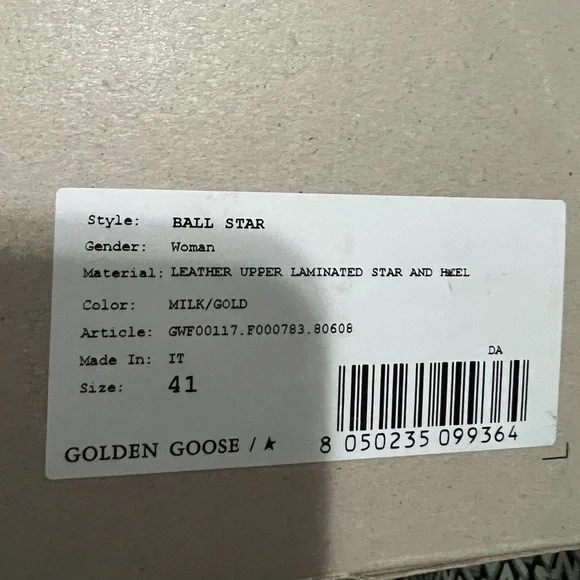 Style: BALL STAR
Gender: Woman
Material: LEATHER UPPER LAMINATED STAR AND HEEL
Color: MILK/GOLD
Article: GWF00117.F000783.80608
Made In: IT
Size: 41
DA
GOLDEN GOOSE / ★
8 050235 099364